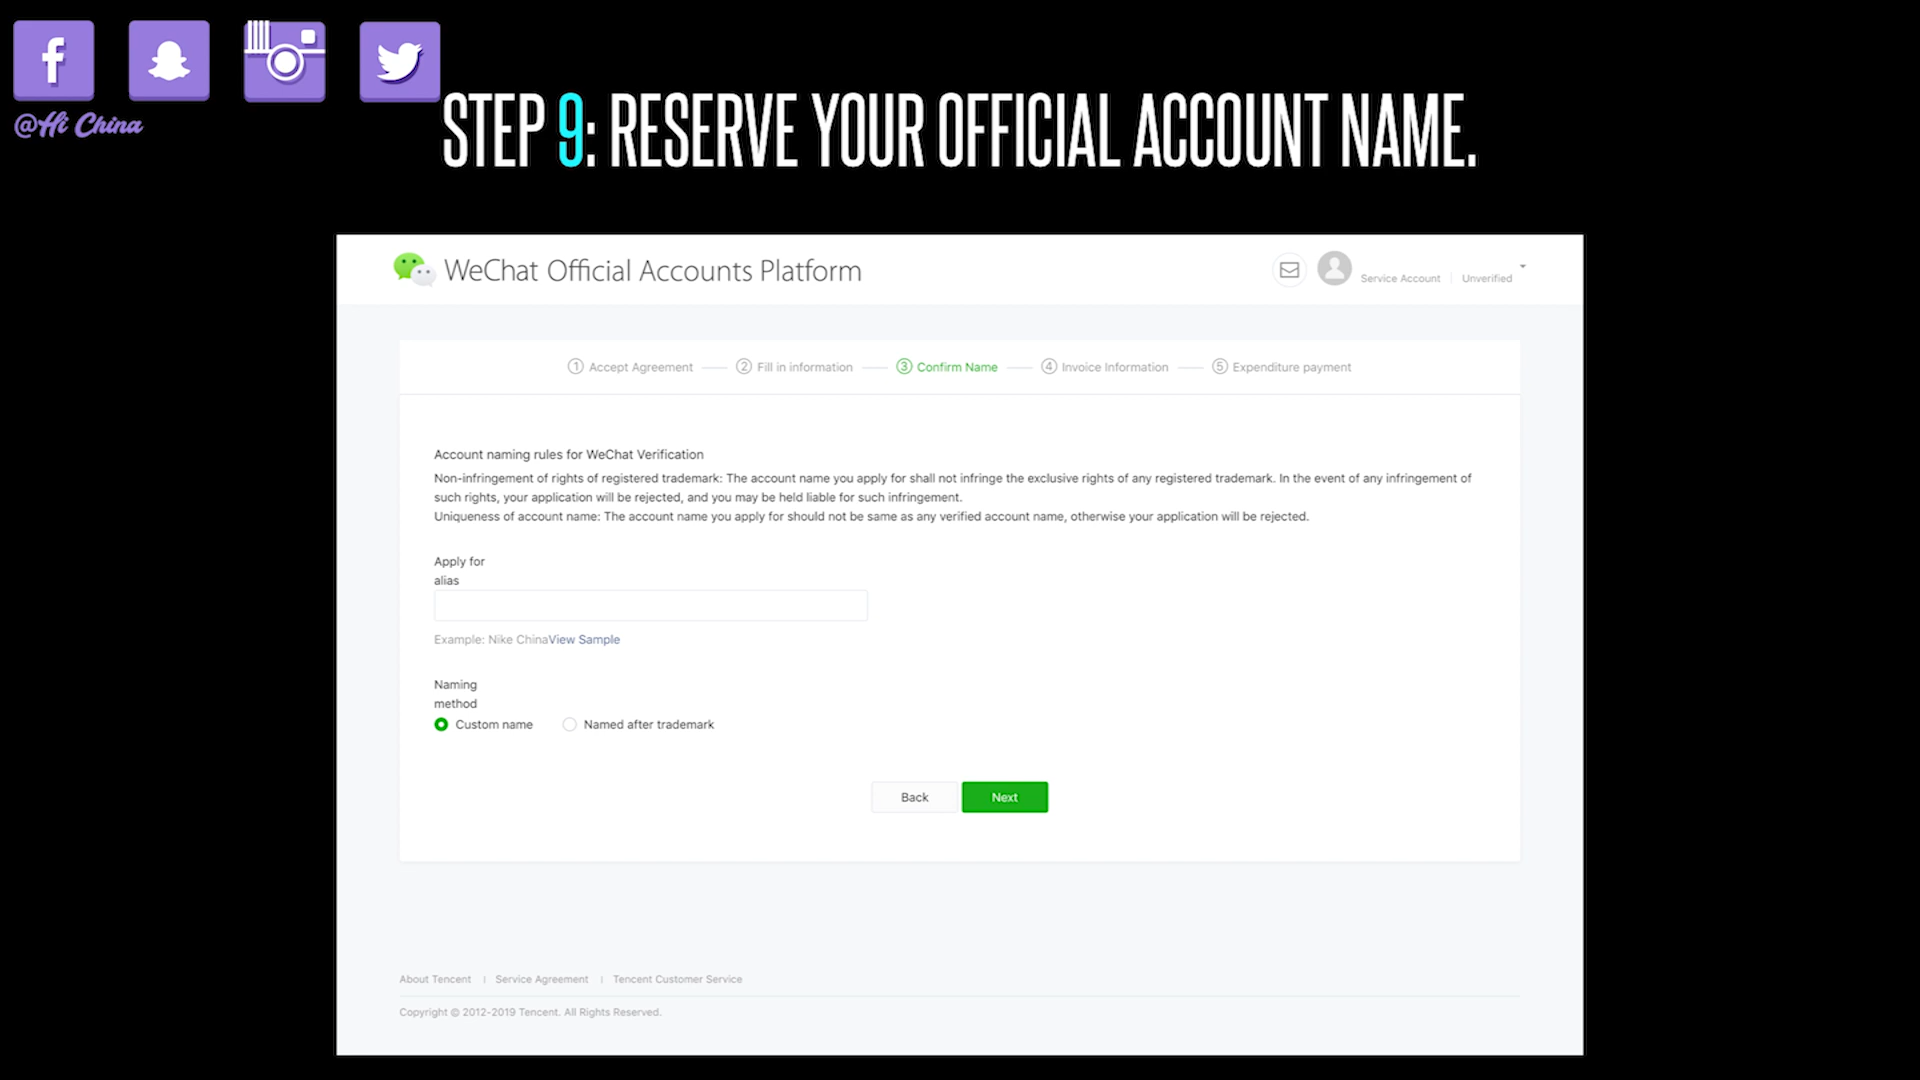 @Hi China
STEP 9: RESERVE YOUR OFFICIAL ACCOUNT NAME.
WeChat Official Accounts Platform
Service Account | Unverified
1 Accept Agreement 2 Fill in information 3 Confirm Name 4 Invoice Information 5 Expenditure payment
Account naming rules for WeChat Verification
Non-infringement of rights of registered trademark: The account name you apply for shall not infringe the exclusive rights of any registered trademark. In the event of any infringement of
such rights, your application will be rejected, and you may be held liable for such infringement.
Uniqueness of account name: The account name you apply for should not be same as any verified account name, otherwise your application will be rejected.
Apply for
alias
Example: Nike ChinaView Sample
Naming
method
Custom name Named after trademark
Back Next
About Tencent | Service Agreement | Tencent Customer Service
Copyright © 2012-2019 Tencent. All Rights Reserved.